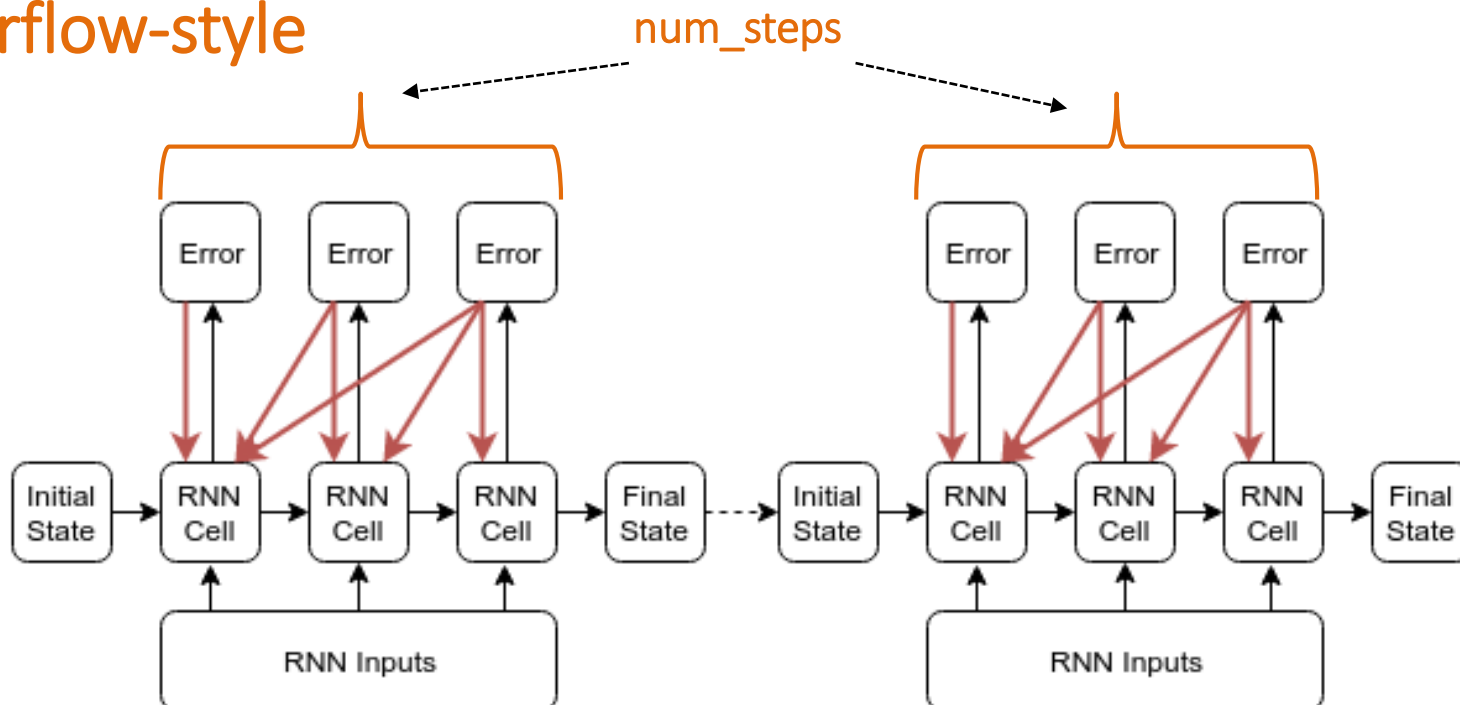 rflow-style
num_steps
Error Error Error Error Error Error
Initial State RNN Cell RNN Cell RNN Cell Final State Initial State RNN Cell RNN Cell RNN Cell Final State
RNN Inputs RNN Inputs